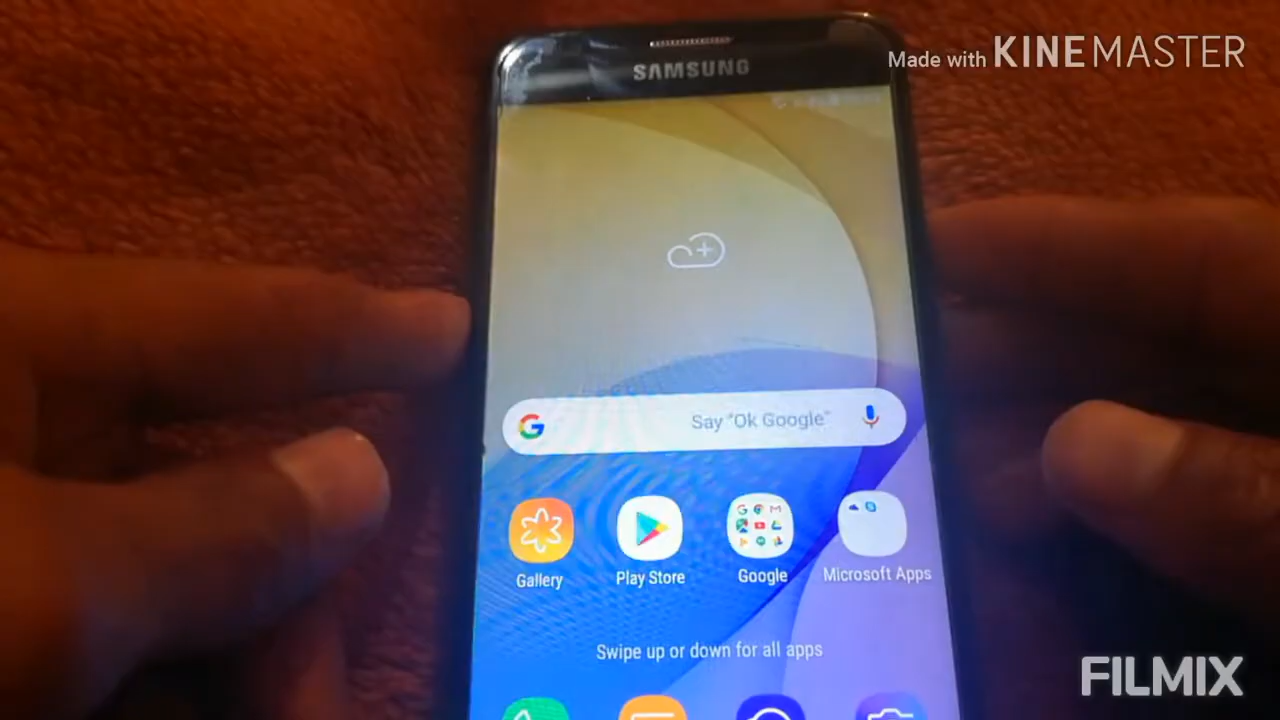 Made with KINEMASTER
SAMSUNG
Say "Ok Google"
Gallery
Play Store
Google
Microsoft Apps
Swipe up or down for all apps
FILMIX